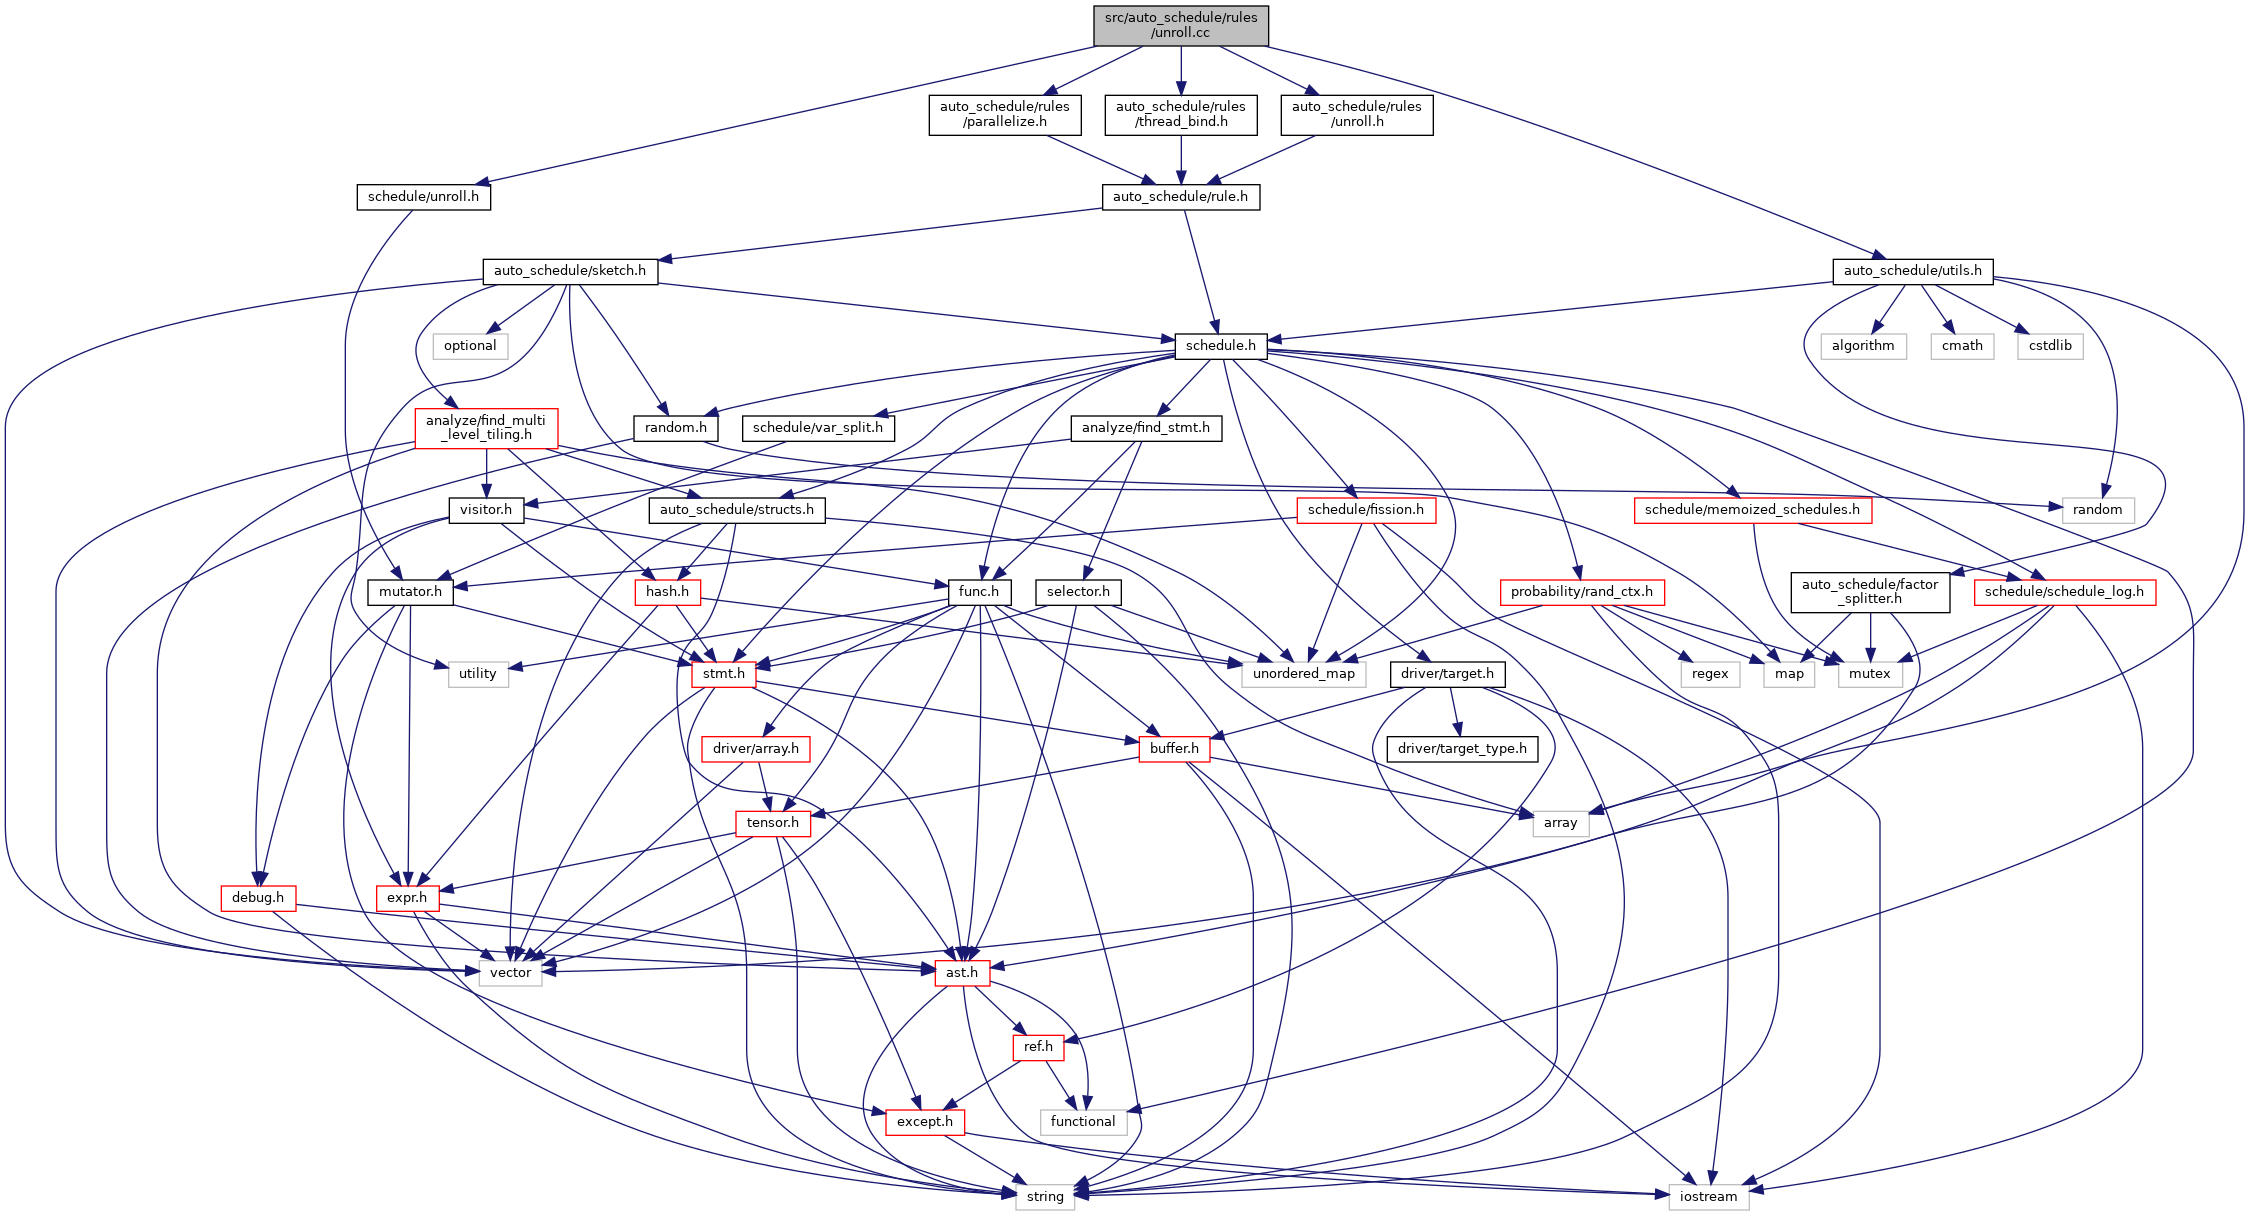 src/auto_schedule/rules
/unroll.cc
auto_schedule/rules
/parallelize.h
auto_schedule/rules
/thread_bind.h
auto_schedule/rules
/unroll.h
schedule/unroll.h
auto_schedule/rule.h
auto_schedule/sketch.h
auto_schedule/utils.h
optional
schedule.h
algorithm
cmath
cstdlib
analyze/find_multi
_level_tiling.h
random.h
schedule/var_split.h
analyze/find_stmt.h
visitor.h
auto_schedule/structs.h
schedule/fission.h
schedule/memoized_schedules.h
random
mutator.h
hash.h
func.h
selector.h
probability/rand_ctx.h
auto_schedule/factor
_splitter.h
schedule/schedule_log.h
utility
stmt.h
unordered_map
driver/target.h
regex
map
mutex
driver/array.h
buffer.h
driver/target_type.h
tensor.h
array
debug.h
expr.h
vector
ast.h
ref.h
except.h
functional
string
iostream